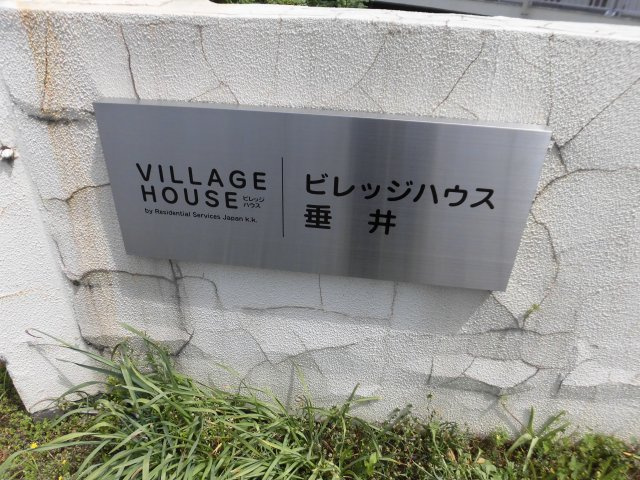 VILLAGE
HOUSE ビレッジ
ハウス
by Residential Services Japan k.k.
ビレッジハウス
垂 井